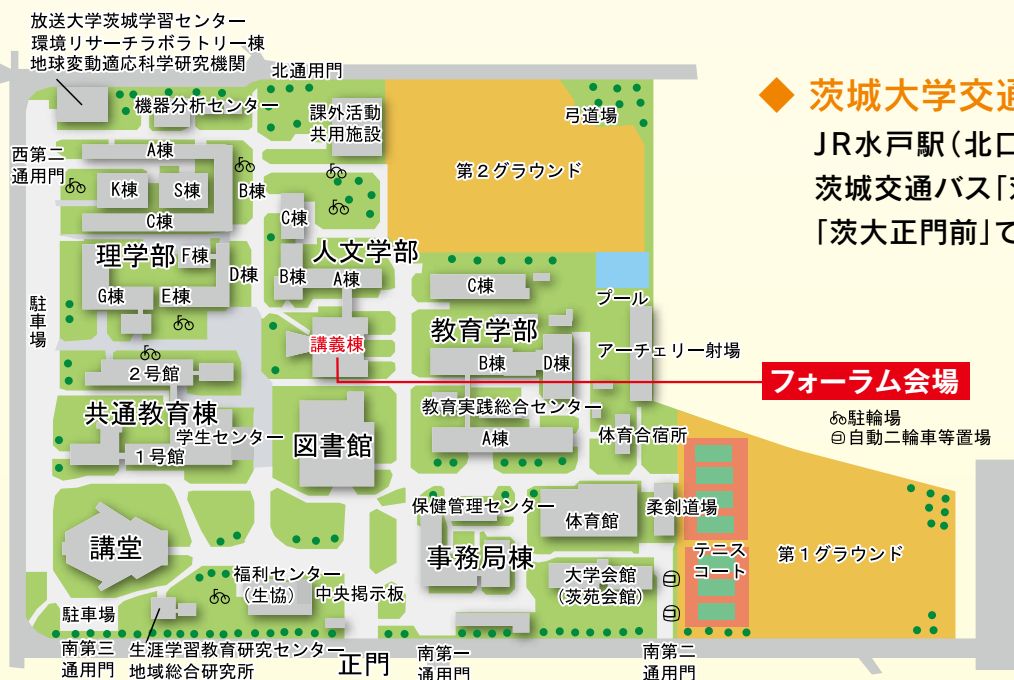 放送大学茨城学習センター
環境リサーチラボラトリー棟
地球変動適応科学研究機関
北通用門
機器分析センター
課外活動
共用施設
弓道場
◆ 茨城大学交通
JR水戸駅（北口
茨城交通バス「茨
「茨大正門前」で
西第二
通用門
A棟
K棟
S棟
B棟
C棟
第2グラウンド
C棟
理学部
F棟
D棟
G棟
E棟
人文学部
B棟
A棟
C棟
プール
駐車場
講義棟
教育学部
B棟
D棟
アーチェリー射場
フォーラム会場
2号館
共通教育棟
学生センター
1号館
図書館
教育実践総合センター
A棟
体育合宿所
駐輪場
自動二輪車等置場
保健管理センター
体育館
柔剣道場
講堂
事務局棟
テニス
コート
第1グラウンド
福利センター
（生協）
中央掲示板
大学会館
（茨苑会館）
駐車場
南第三
通用門
生涯学習教育研究センター
地域総合研究所
正門
南第一
通用門
南第二
通用門